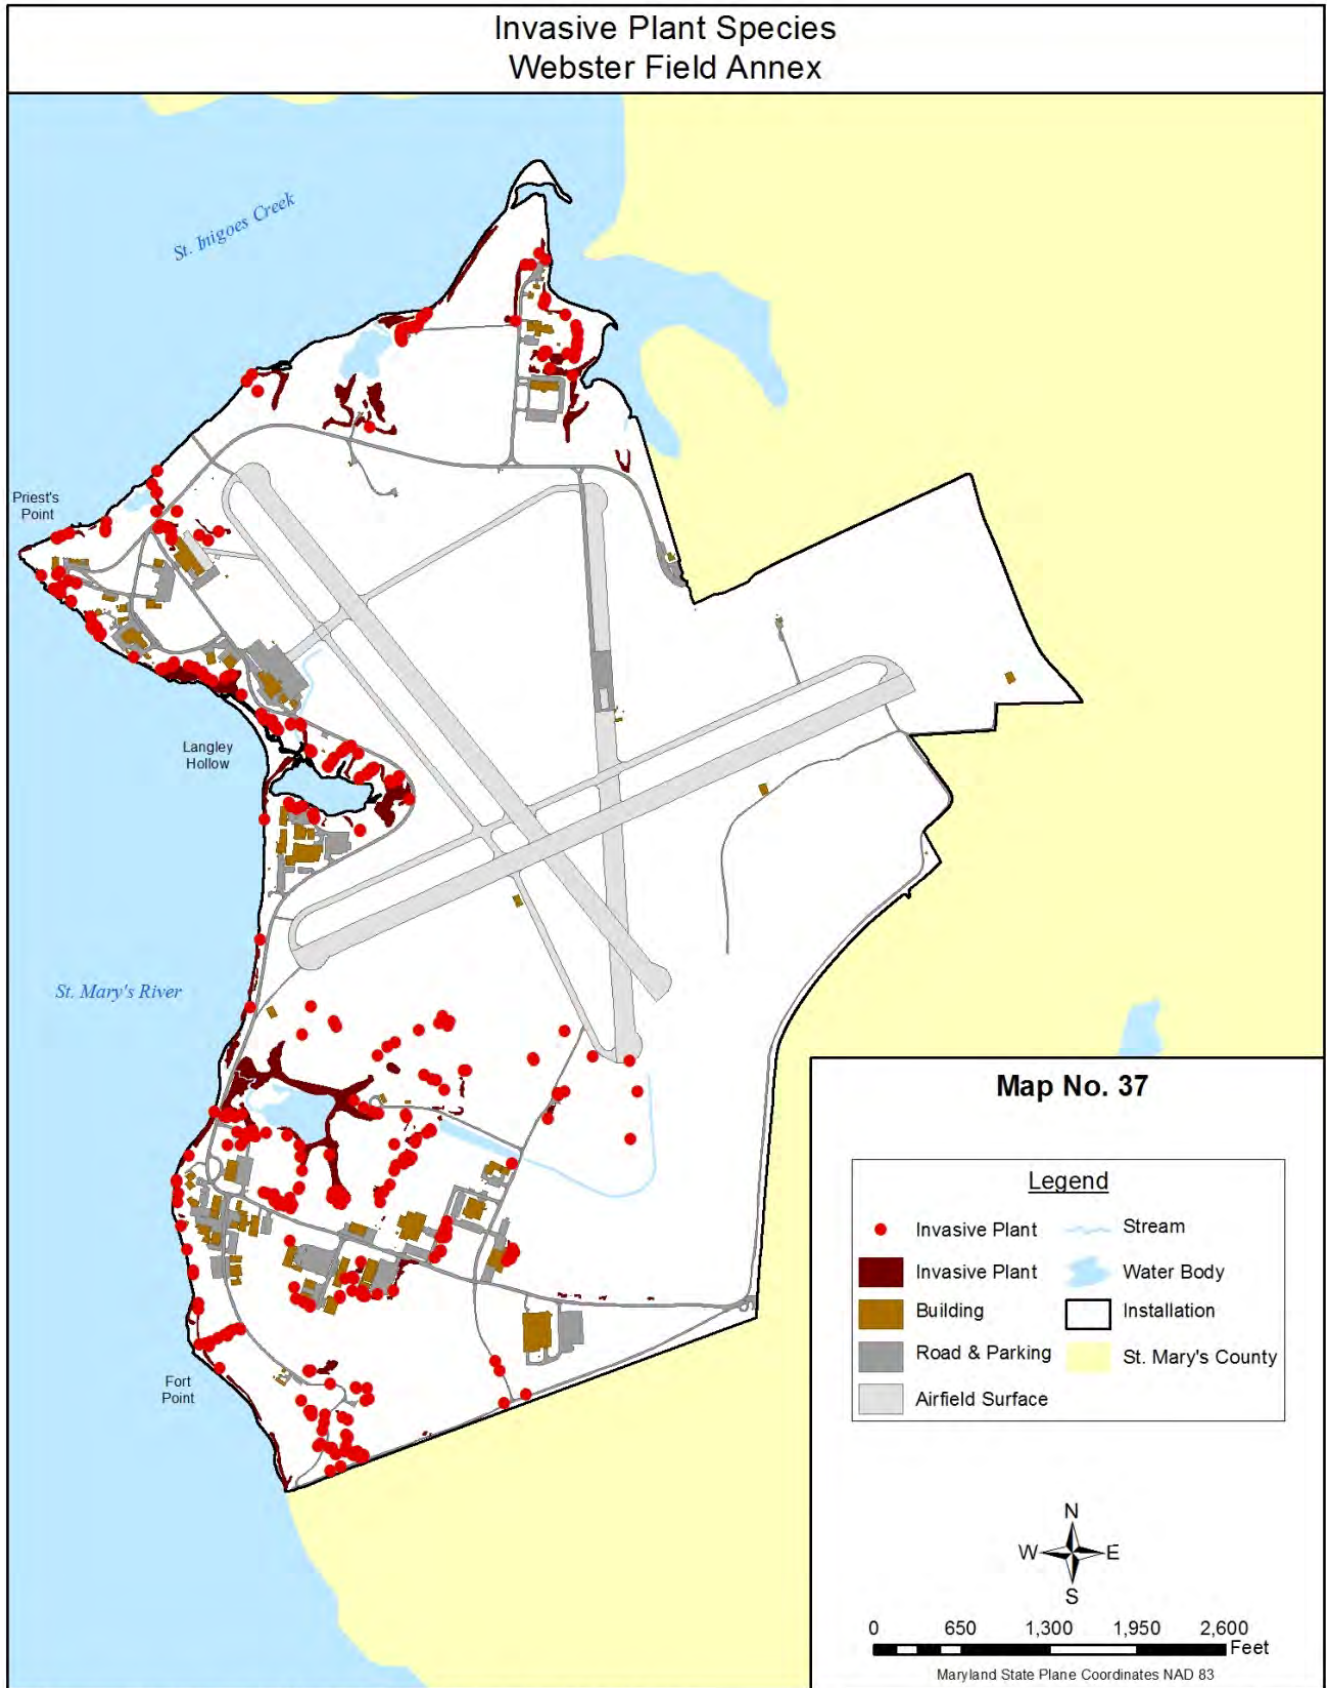 Invasive Plant Species
Webster Field Annex
St. Inigoes Creek
Priest's
Point
Langley
Hollow
St. Mary's River
Fort
Point
Map No. 37
Legend
Invasive Plant
Invasive Plant
Building
Road & Parking
Airfield Surface
Stream
Water Body
Installation
St. Mary's County
N
W E
S
0 650 1,300 1,950 2,600
Feet
Maryland State Plane Coordinates NAD 83